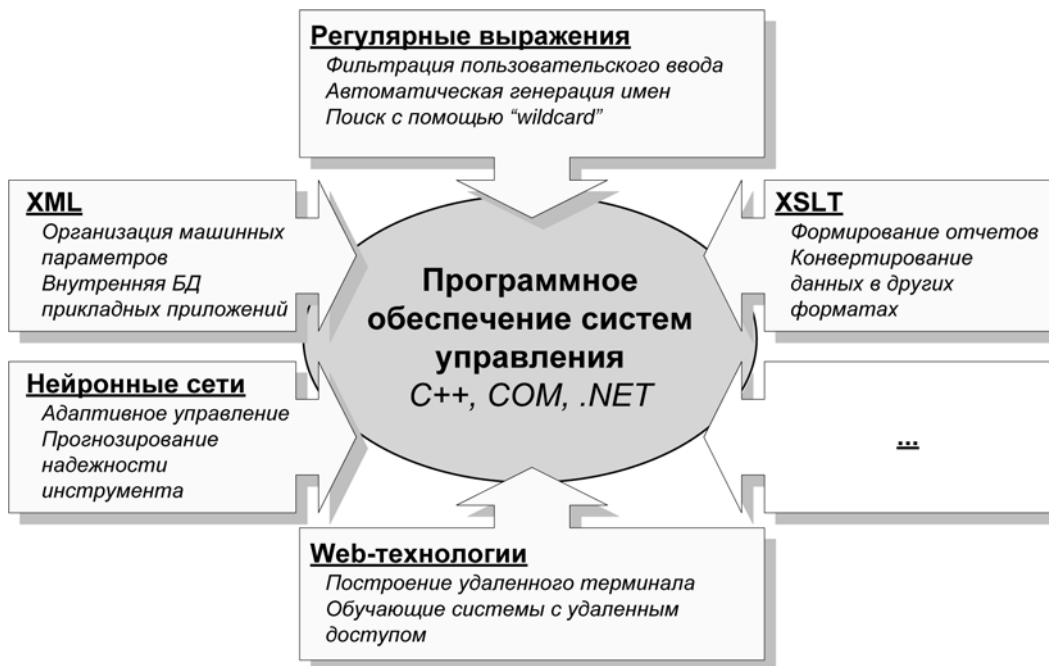 Регулярные выражения
Фильтрация пользовательского ввода
Автоматическая генерация имен
Поиск с помощью “wildcard”
XML
Организация машинных
параметров
Внутренняя БД
прикладных приложений
XSLT
Формирование отчетов
Конвертирование
данных в других
форматах
Программное
обеспечение систем
управления
C++, COM, .NET
Нейронные сети
Адаптивное управление
Прогнозирование
надежности
инструмента
...
Web-технологии
Построение удаленного терминала
Обучающие системы с удаленным
доступом